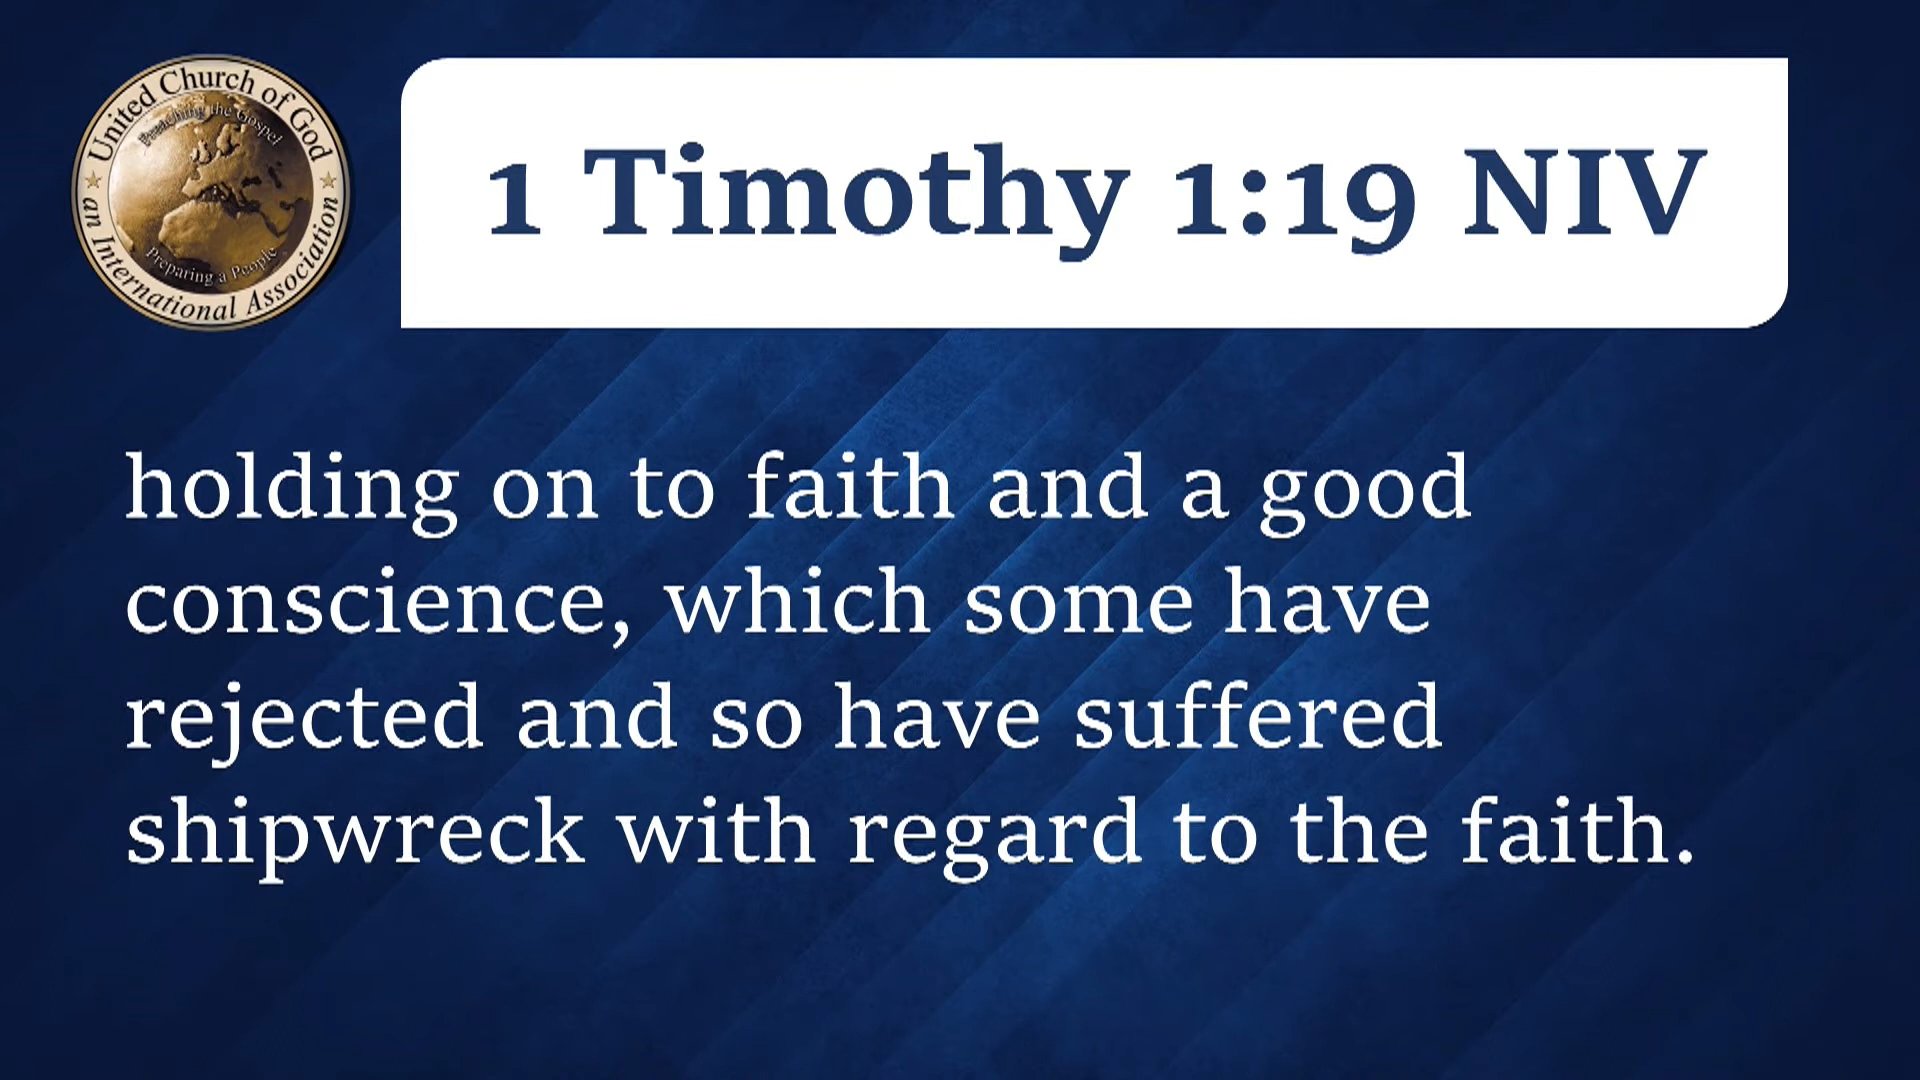 United Church of God
Preaching the Gospel
Preparing a People
an International Association
1 Timothy 1:19 NIV
holding on to faith and a good
conscience, which some have
rejected and so have suffered
shipwreck with regard to the faith.